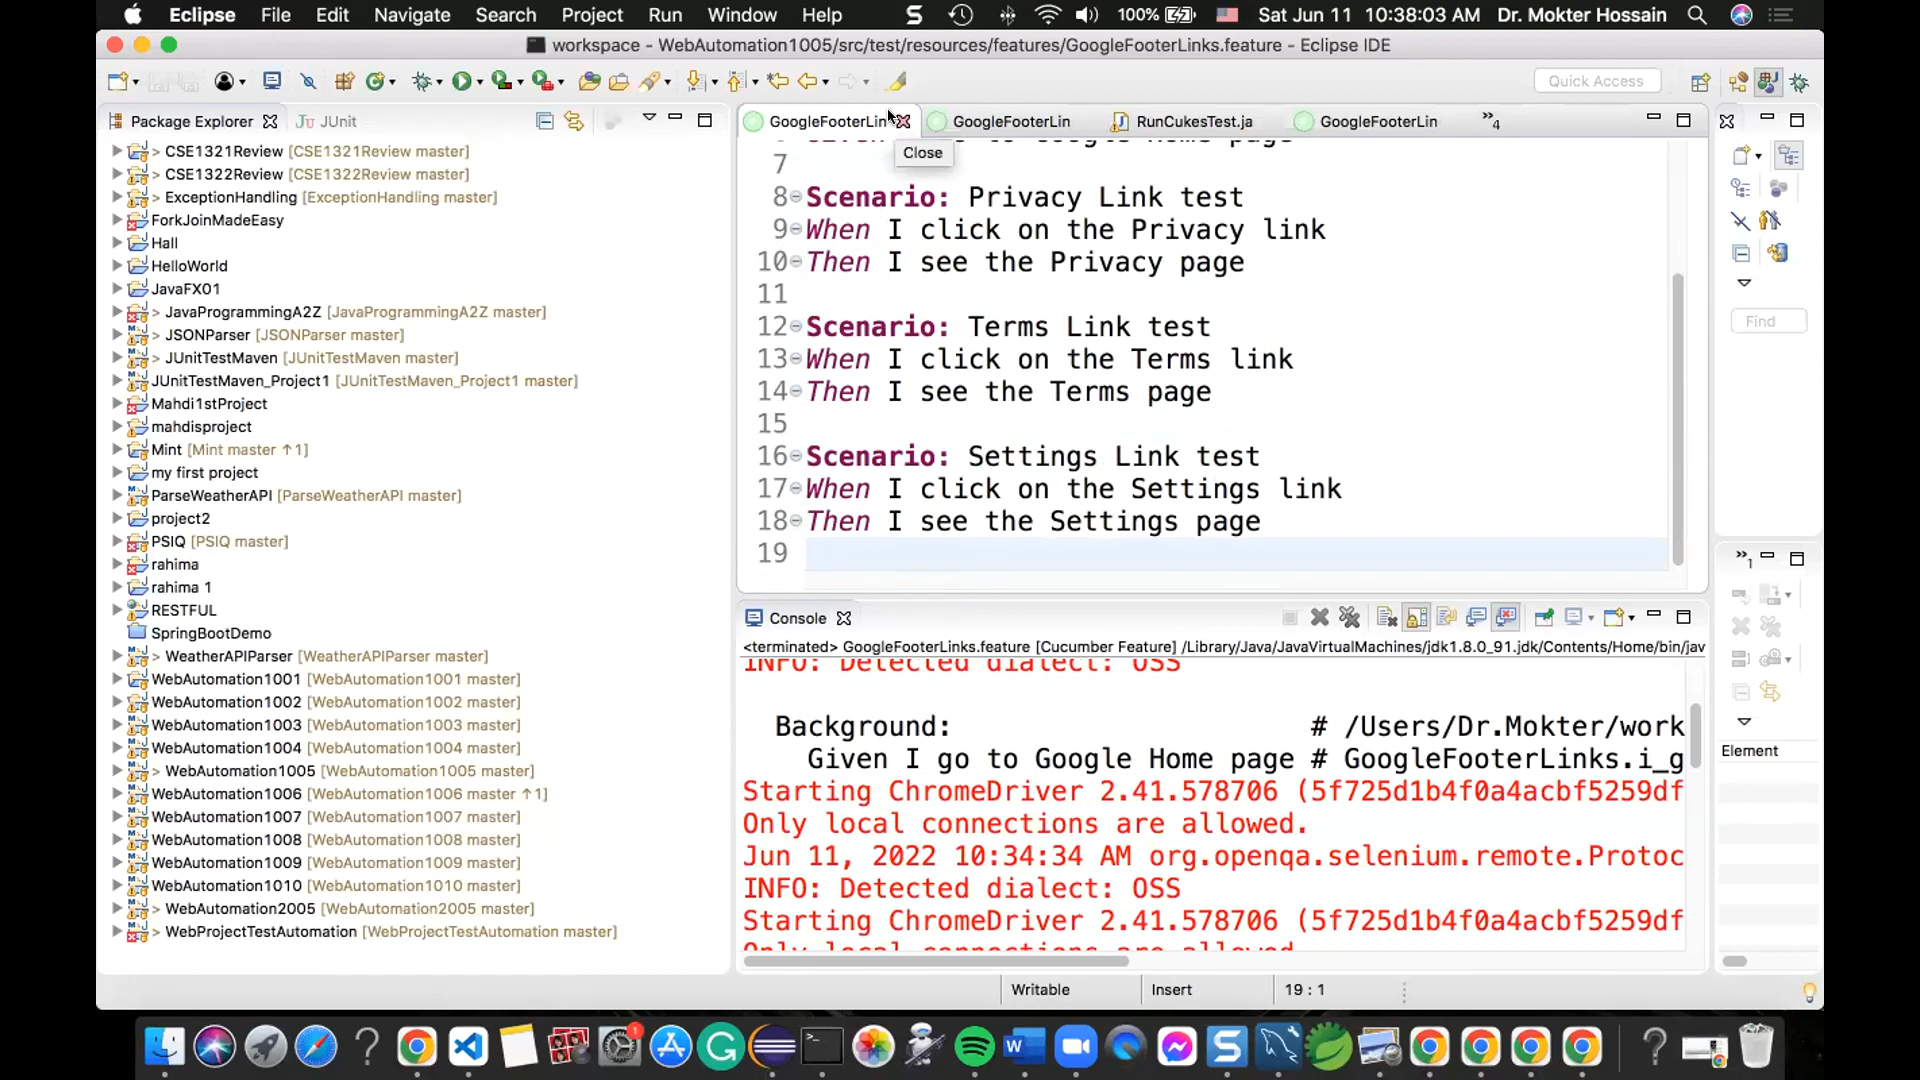 Eclipse File Edit Navigate Search Project Run Window Help 100% Sat Jun 11 10:38:03 AM Dr. Mokter Hossain
workspace - WebAutomation1005/src/test/resources/features/GoogleFooterLinks.feature - Eclipse IDE
Quick Access
Package Explorer JUnit
GoogleFooterLin GoogleFooterLin RunCukesTest.ja GoogleFooterLin »4
Close
> CSE1321Review [CSE1321Review master]
> CSE1322Review [CSE1322Review master]
> ExceptionHandling [ExceptionHandling master]
ForkJoinMadeEasy
Hall
HelloWorld
JavaFX01
> JavaProgrammingA2Z [JavaProgrammingA2Z master]
> JSONParser [JSONParser master]
> JUnitTestMaven [JUnitTestMaven master]
JUnitTestMaven_Project1 [JUnitTestMaven_Project1 master]
Mahdi1stProject
mahdisproject
Mint [Mint master ↑1]
my first project
ParseWeatherAPI [ParseWeatherAPI master]
project2
PSIQ [PSIQ master]
rahima
rahima 1
RESTFUL
SpringBootDemo
> WeatherAPIParser [WeatherAPIParser master]
WebAutomation1001 [WebAutomation1001 master]
WebAutomation1002 [WebAutomation1002 master]
WebAutomation1003 [WebAutomation1003 master]
WebAutomation1004 [WebAutomation1004 master]
> WebAutomation1005 [WebAutomation1005 master]
WebAutomation1006 [WebAutomation1006 master ↑1]
WebAutomation1007 [WebAutomation1007 master]
WebAutomation1008 [WebAutomation1008 master]
WebAutomation1009 [WebAutomation1009 master]
WebAutomation1010 [WebAutomation1010 master]
> WebAutomation2005 [WebAutomation2005 master]
> WebProjectTestAutomation [WebProjectTestAutomation master]
7
8 Scenario: Privacy Link test
9 When I click on the Privacy link
10 Then I see the Privacy page
11
12 Scenario: Terms Link test
13 When I click on the Terms link
14 Then I see the Terms page
15
16 Scenario: Settings Link test
17 When I click on the Settings link
18 Then I see the Settings page
19
Console
<terminated> GoogleFooterLinks.feature [Cucumber Feature] /Library/Java/JavaVirtualMachines/jdk1.8.0_91.jdk/Contents/Home/bin/jav
INFO: Detected dialect: OSS
Background: # /Users/Dr.Mokter/work
Given I go to Google Home page # GoogleFooterLinks.i_g
Starting ChromeDriver 2.41.578706 (5f725d1b4f0a4acbf5259df
Only local connections are allowed.
Jun 11, 2022 10:34:34 AM org.openqa.selenium.remote.Protoc
INFO: Detected dialect: OSS
Starting ChromeDriver 2.41.578706 (5f725d1b4f0a4acbf5259df
Only local connections are allowed
Find
»1
Element
Writable Insert 19 : 1